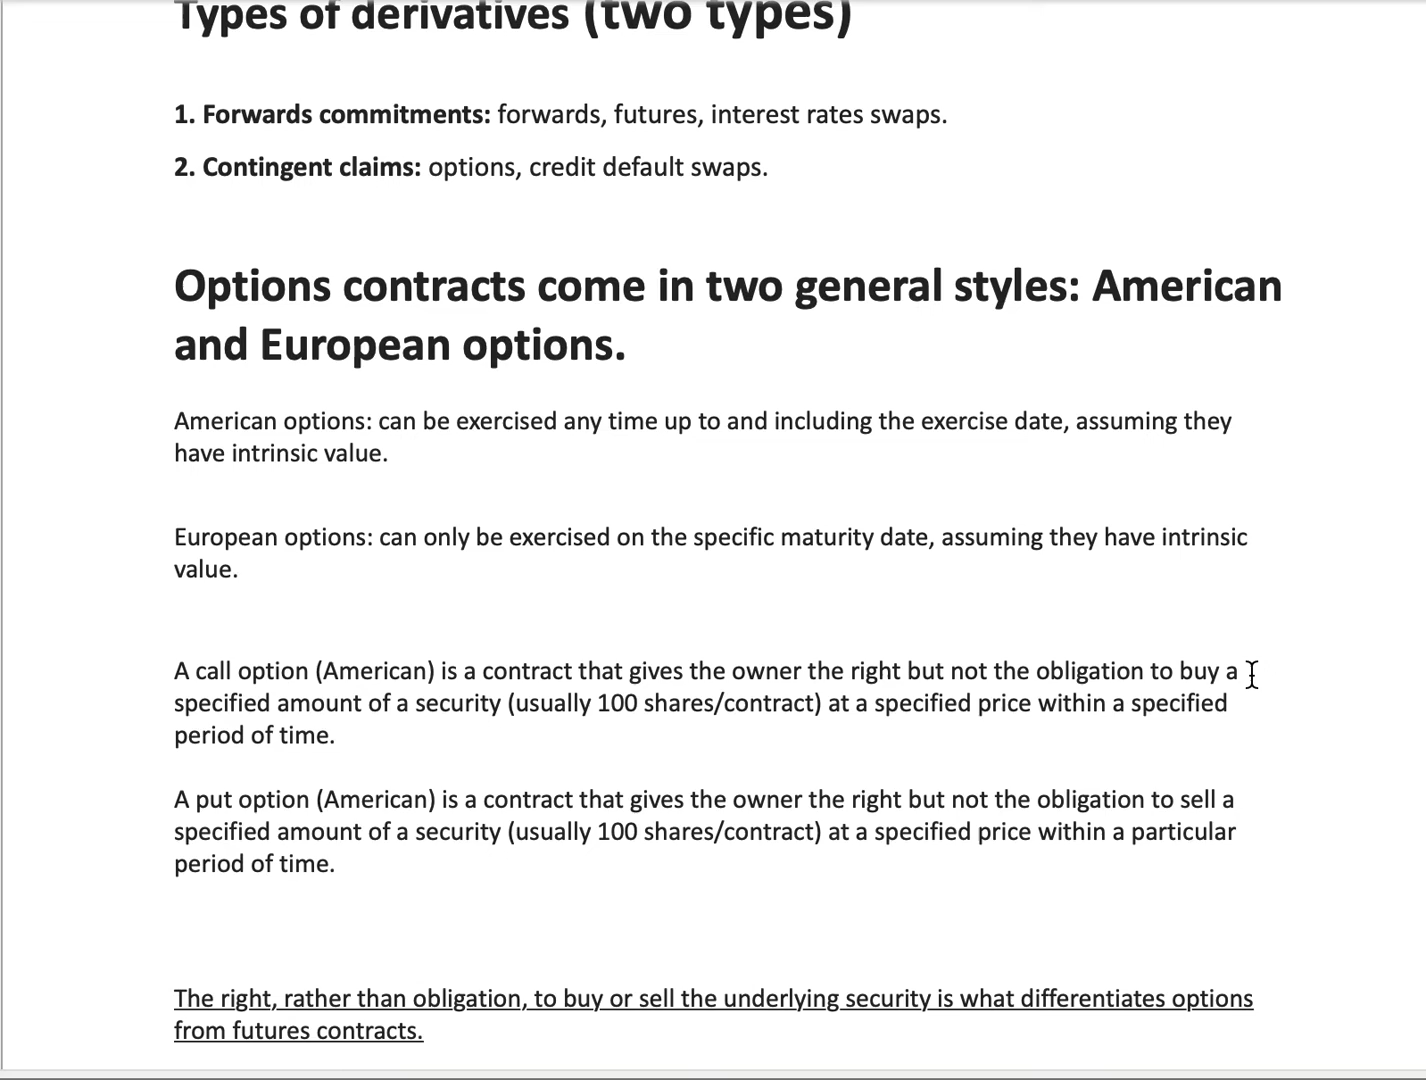 Types of derivatives (two types)
1. Forwards commitments: forwards, futures, interest rates swaps.
2. Contingent claims: options, credit default swaps.
Options contracts come in two general styles: American
and European options.
American options: can be exercised any time up to and including the exercise date, assuming they
have intrinsic value.
European options: can only be exercised on the specific maturity date, assuming they have intrinsic
value.
A call option (American) is a contract that gives the owner the right but not the obligation to buy a
specified amount of a security (usually 100 shares/contract) at a specified price within a specified
period of time.
A put option (American) is a contract that gives the owner the right but not the obligation to sell a
specified amount of a security (usually 100 shares/contract) at a specified price within a particular
period of time.
The right, rather than obligation, to buy or sell the underlying security is what differentiates options
from futures contracts.